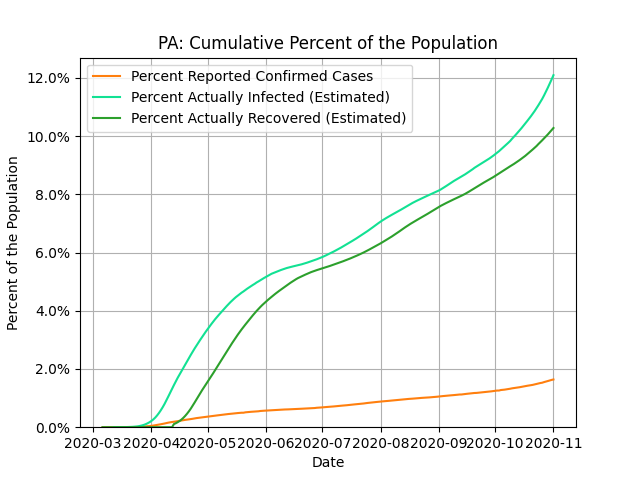 PA: Cumulative Percent of the Population
Percent Reported Confirmed Cases
Percent Actually Infected (Estimated)
Percent Actually Recovered (Estimated)
12.0%
10.0%
8.0%
6.0%
4.0%
2.0%
0.0%
Percent of the Population
2020-03 2020-04 2020-05 2020-06 2020-07 2020-08 2020-09 2020-10 2020-11
Date